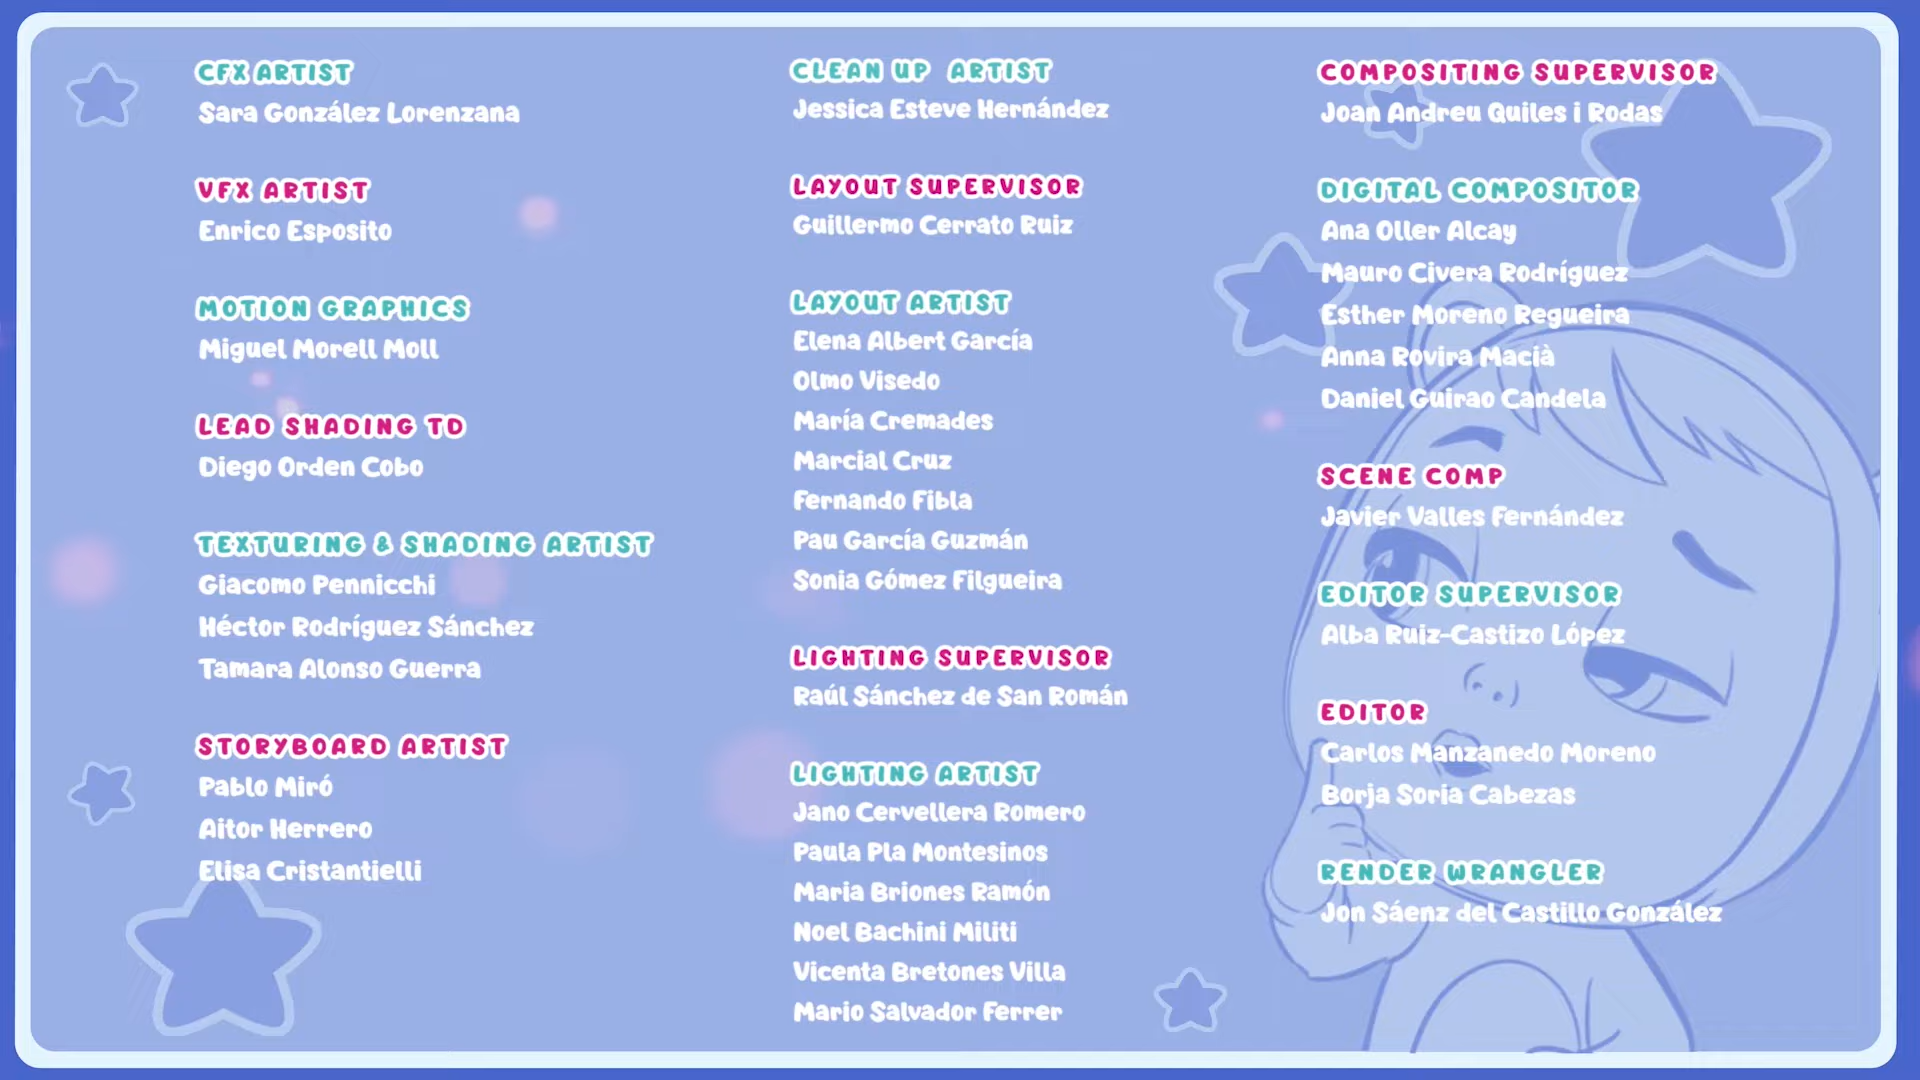 CFX ARTIST
Sara González Lorenzana
VFX ARTIST
Enrico Esposito
MOTION GRAPHICS
Miguel Morell Moll
LEAD SHADING TD
Diego Orden Cobo
TEXTURING & SHADING ARTIST
Giacomo Pennicchi
Héctor Rodríguez Sánchez
Tamara Alonso Guerra
STORYBOARD ARTIST
Pablo Miró
Aitor Herrero
Elisa Cristantielli
CLEAN UP ARTIST
Jessica Esteve Hernández
LAYOUT SUPERVISOR
Guillermo Cerrato Ruiz
LAYOUT ARTIST
Elena Albert García
Olmo Visedo
María Cremades
Marcial Cruz
Fernando Fibla
Pau García Guzmán
Sonia Gómez Filgueira
LIGHTING SUPERVISOR
Raúl Sánchez de San Román
LIGHTING ARTIST
Jano Cervellera Romero
Paula Pla Montesinos
Maria Briones Ramón
Noel Bachini Militi
Vicenta Bretones Villa
Mario Salvador Ferrer
COMPOSITING SUPERVISOR
Joan Andreu Quiles i Rodas
DIGITAL COMPOSITOR
Ana Oller Alcay
Mauro Civera Rodríguez
Esther Moreno Regueira
Anna Rovira Macià
Daniel Guirao Candela
SCENE COMP
Javier Valles Fernández
EDITOR SUPERVISOR
Alba Ruiz-Castizo López
EDITOR
Carlos Manzanedo Moreno
Borja Soria Cabezas
RENDER WRANGLER
Jon Sáenz del Castillo González